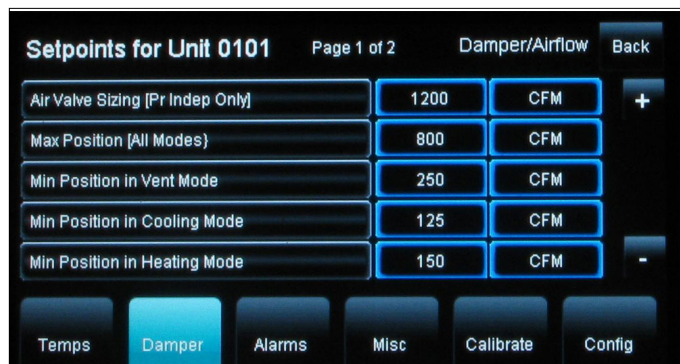 Setpoints for Unit 0101 Page 1 of 2 Damper/Airflow Back
Air Valve Sizing [Pr Indep Only] 1200 CFM +
Max Position [All Modes} 800 CFM
Min Position in Vent Mode 250 CFM
Min Position in Cooling Mode 125 CFM
Min Position in Heating Mode 150 CFM -
Temps Damper Alarms Misc Calibrate Config